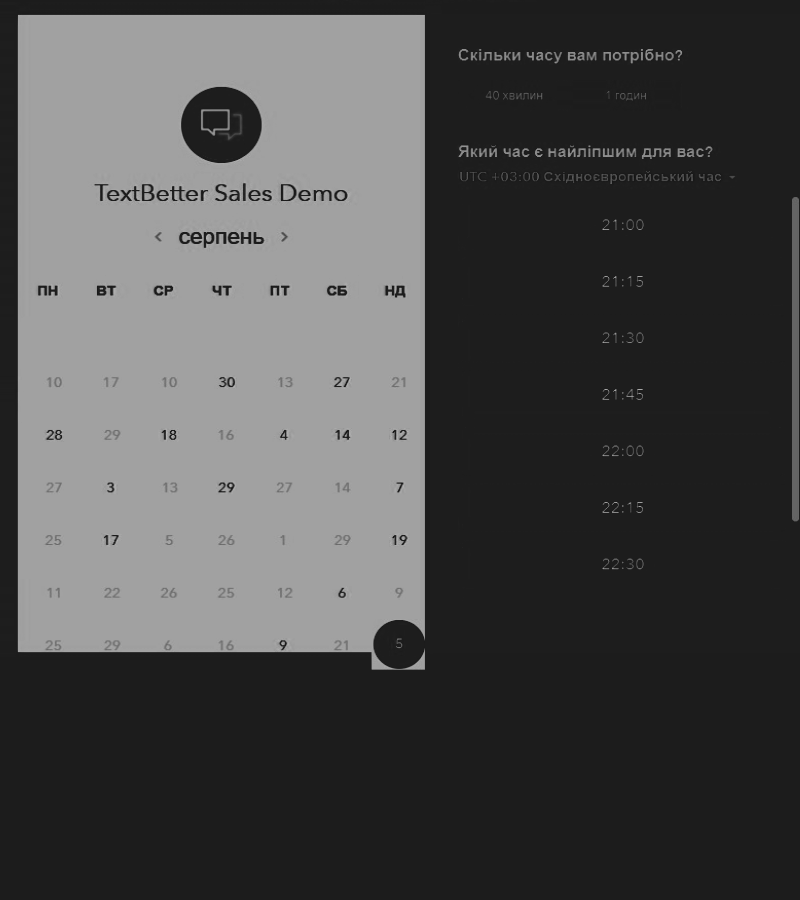 TextBetter Sales Demo
серпень
ПН ВТ СР ЧТ ПТ СБ НД
10 17 10 30 13 27 21
28 29 18 16 4 14 12
27 3 13 29 27 14 7
25 17 5 26 1 29 19
11 22 26 25 12 6 9
25 29 6 16 9 21 5
Скільки часу вам потрібно?
40 хвилин 1 годин
Який час є найліпшим для вас?
UTC +03:00 Східноєвропейський час
21:00
21:15
21:30
21:45
22:00
22:15
22:30